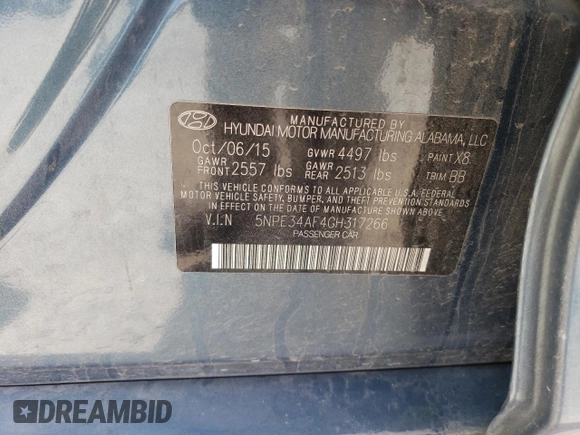 MANUFACTURED BY
HYUNDAI MOTOR MANUFACTURING ALABAMA, LLC
Oct/06/15 GVWR 4497 lbs PAINT X8
GAWR FRONT 2557 lbs GAWR REAR 2513 lbs TRIM BB
THIS VEHICLE CONFORMS TO ALL APPLICABLE U.S.A. FEDERAL
MOTOR VEHICLE SAFETY, BUMPER, AND THEFT PREVENTION STANDARDS
IN EFFECT ON THE DATE OF MANUFACTURE SHOWN ABOVE.
V.I.N 5NPE34AF4GH317266
PASSENGER CAR
DREAMBID